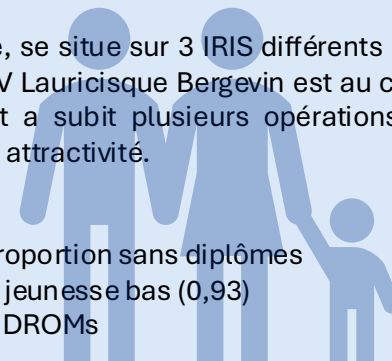 , se situe sur 3 IRIS différents
V Lauricisque Bergevin est au c
t a subit plusieurs opérations
attractivité.
roportion sans diplômes
jeunesse bas (0,93)
DROMs